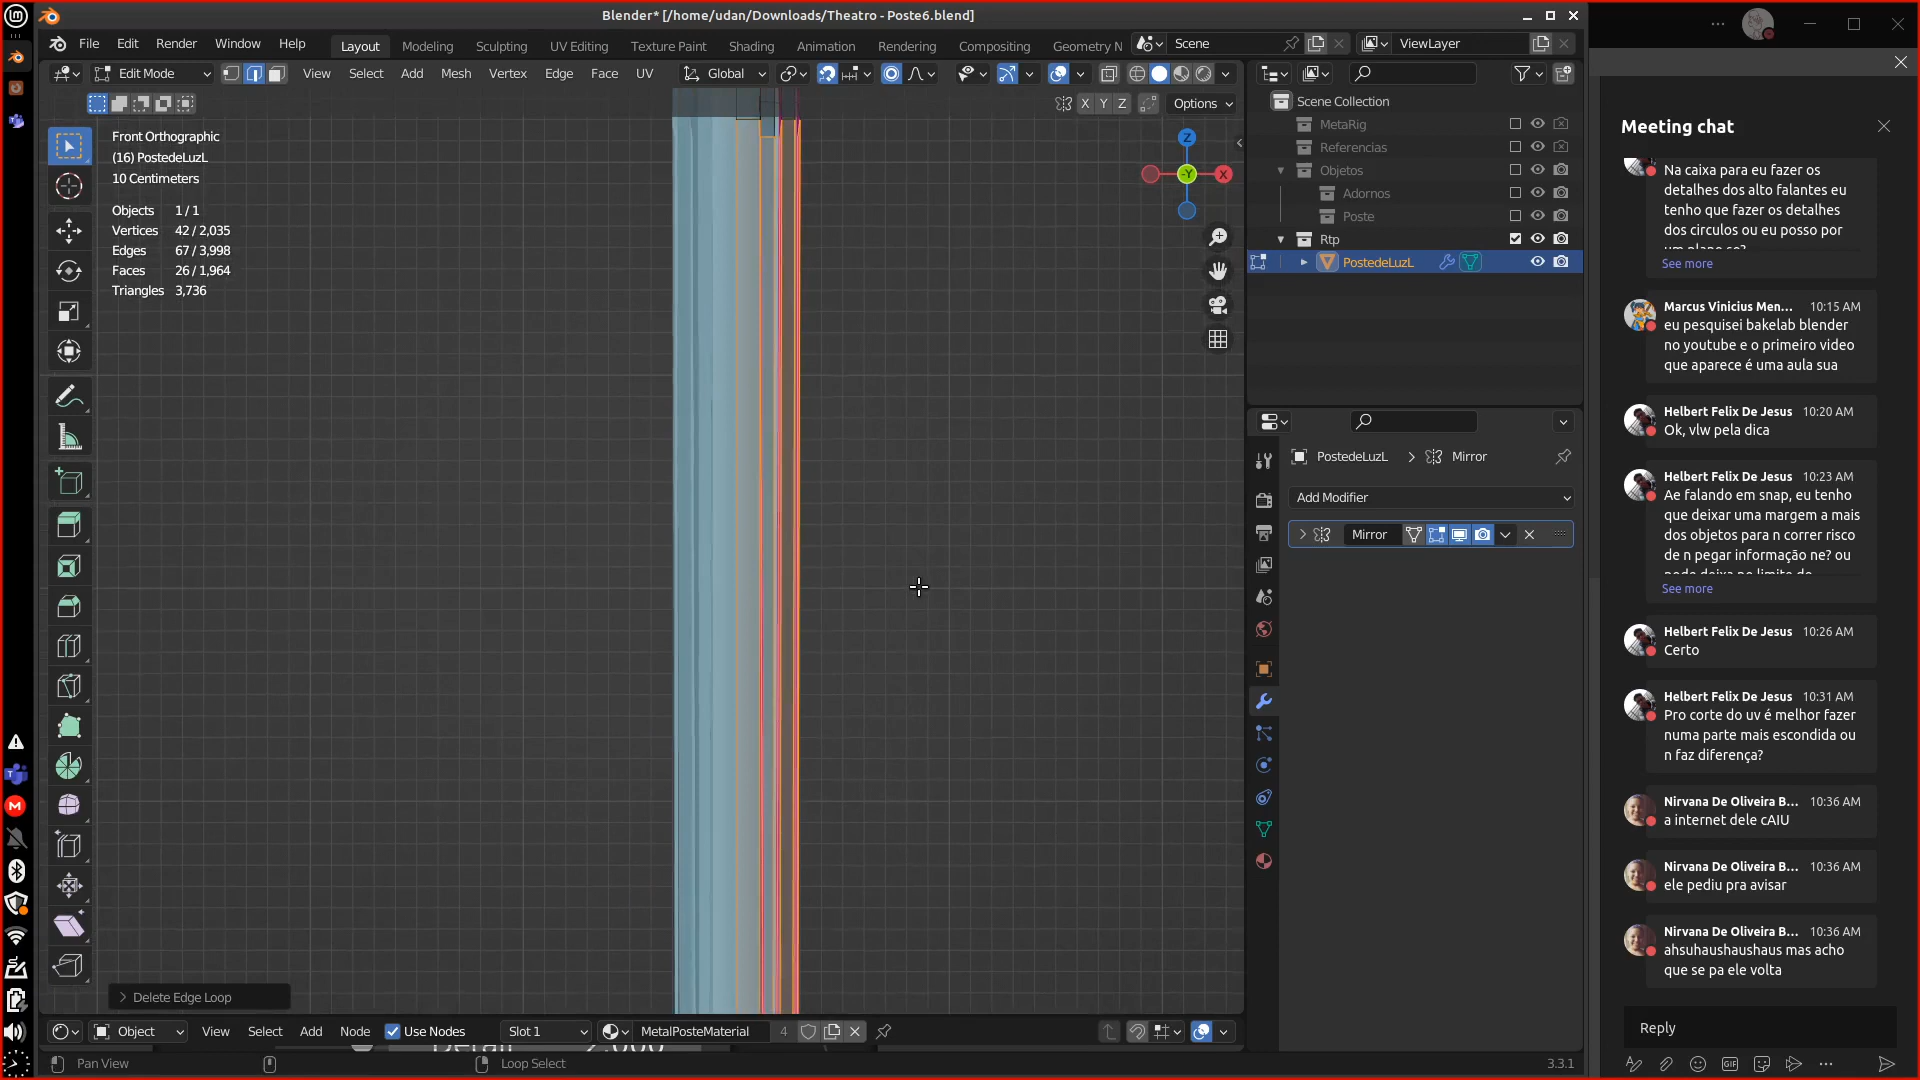 Blender* [/home/udan/Downloads/Theatro - Poste6.blend]
File Edit Render Window Help
Layout Modeling Sculpting UV Editing Texture Paint Shading Animation Rendering Compositing Geometry N
Scene
ViewLayer
Edit Mode
View Select Add Mesh Vertex Edge Face UV
Global
X Y Z
Options
Front Orthographic
(16) PostedeLuzL
10 Centimeters
Objects 1 / 1
Vertices 42 / 2,035
Edges 67 / 3,998
Faces 26 / 1,964
Triangles 3,736
Z
-Y
X
Delete Edge Loop
Object
View Select Add Node
Use Nodes
Slot 1
MetalPosteMaterial
4
Pan View
Loop Select
3.3.1
Scene Collection
MetaRig
Referencias
Objetos
Adornos
Poste
Rtp
PostedeLuzL
PostedeLuzL > Mirror
Add Modifier
Mirror
Meeting chat
Na caixa para eu fazer os
detalhes dos alto falantes eu
tenho que fazer os detalhes
dos circulos ou eu posso por
See more
Marcus Vinicius Men... 10:15 AM
eu pesquisei bakelab blender
no youtube e o primeiro video
que aparece é uma aula sua
Helbert Felix De Jesus 10:20 AM
Ok, vlw pela dica
Helbert Felix De Jesus 10:23 AM
Ae falando em snap, eu tenho
que deixar uma margem a mais
dos objetos para n correr risco
de n pegar informação ne? ou
See more
Helbert Felix De Jesus 10:26 AM
Certo
Helbert Felix De Jesus 10:31 AM
Pro corte do uv é melhor fazer
numa parte mais escondida ou
n faz diferença?
Nirvana De Oliveira B... 10:36 AM
a internet dele cAIU
Nirvana De Oliveira B... 10:36 AM
ele pediu pra avisar
Nirvana De Oliveira B... 10:36 AM
ahsuhaushaushaus mas acho
que se pa ele volta
Reply
GIF